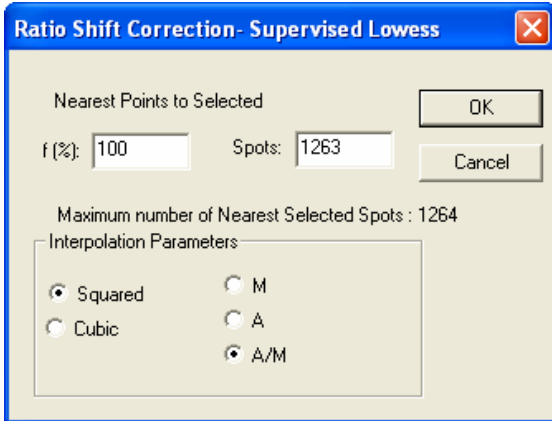 Ratio Shift Correction- Supervised Lowess
Nearest Points to Selected
OK
f (%): 100 Spots: 1263
Cancel
Maximum number of Nearest Selected Spots : 1264
Interpolation Parameters
Squared
M
Cubic
A
A/M